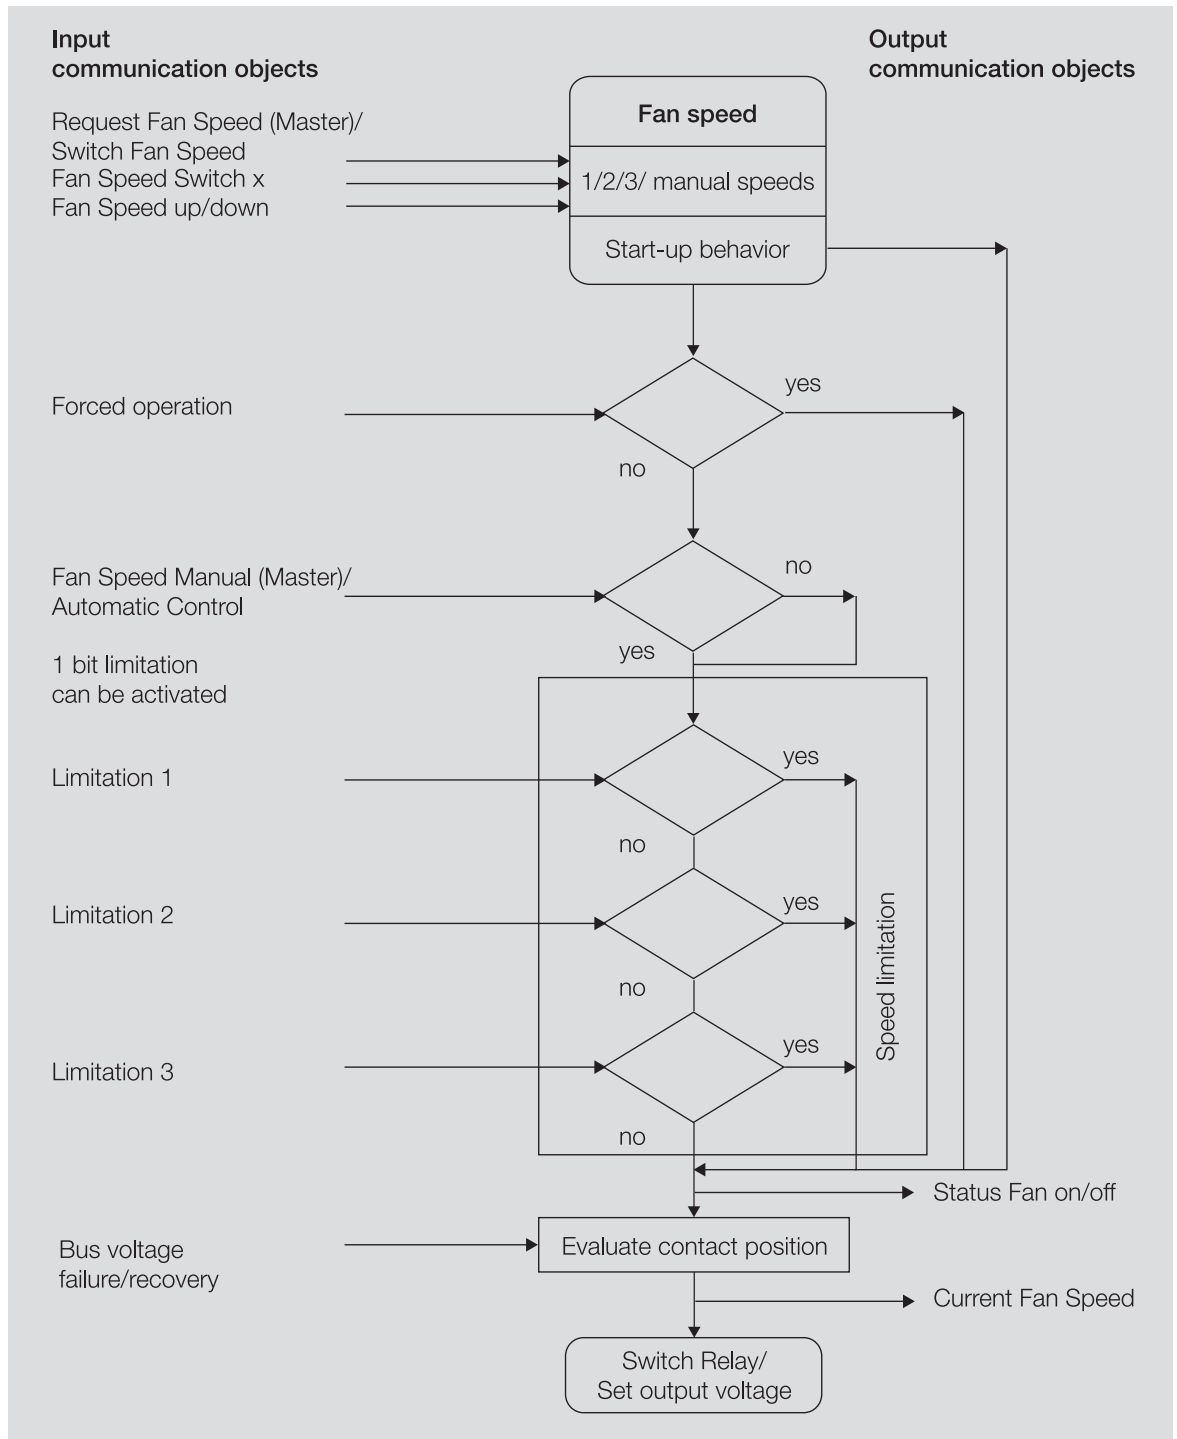 Input
communication objects
Output
communication objects
Fan speed
Request Fan Speed (Master)/
Switch Fan Speed
Fan Speed Switch x
Fan Speed up/down
1/2/3/ manual speeds
Start-up behavior
yes
Forced operation
no
no
Fan Speed Manual (Master)/
Automatic Control
yes
1 bit limitation
can be activated
yes
Limitation 1
no
yes
Limitation 2
Speed limitation
no
yes
Limitation 3
no
Status Fan on/off
Bus voltage
failure/recovery
Evaluate contact position
Current Fan Speed
Switch Relay/
Set output voltage